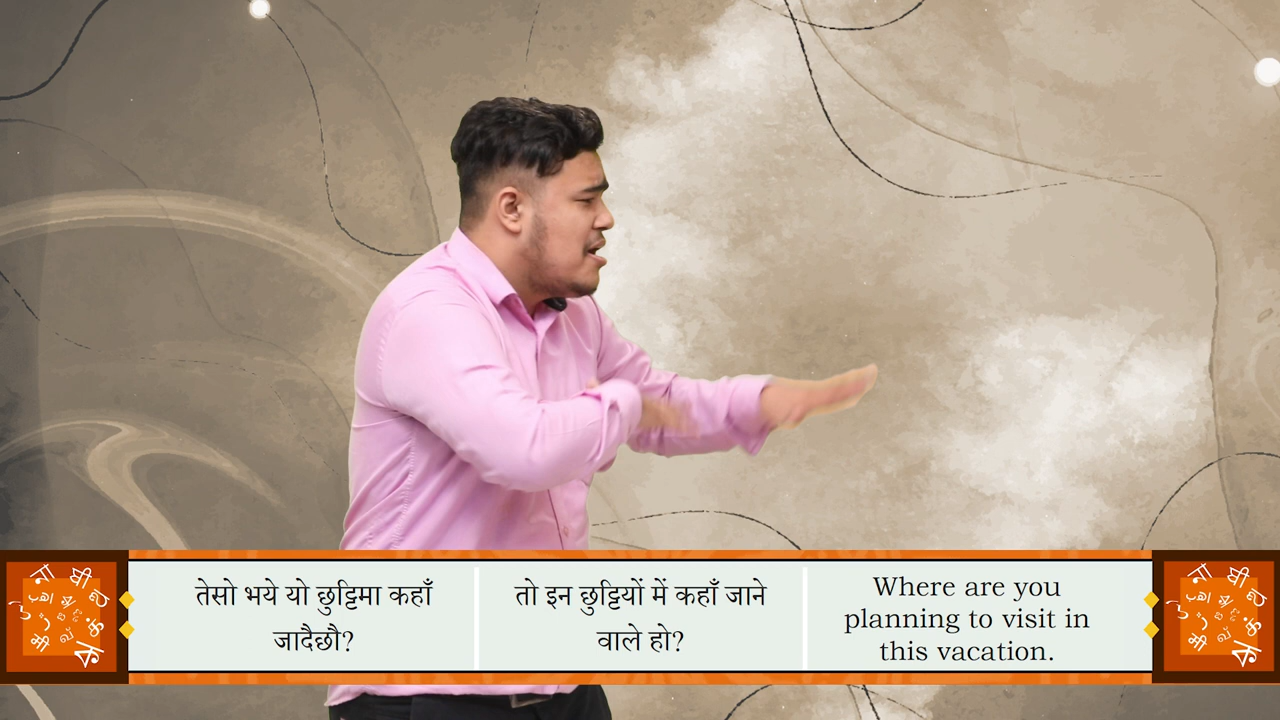 तेसो भये यो छुट्टिमा कहाँ
जादैछौ?
तो इन छुट्टियों में कहाँ जाने
वाले हो?
Where are you
planning to visit in
this vacation.